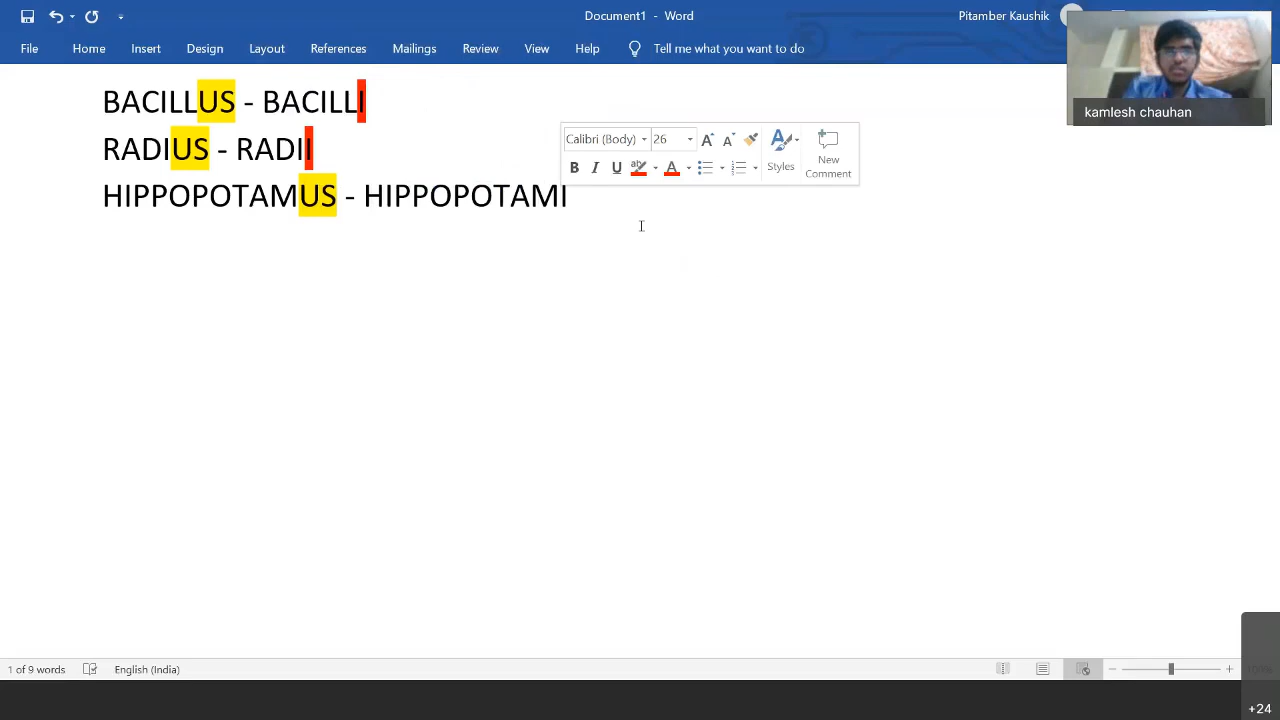 Document1 - Word
Pitamber Kaushik
File Home Insert Design Layout References Mailings Review View Help Tell me what you want to do
kamlesh chauhan
BACILLUS - BACILLI
RADIUS - RADII
HIPPOPOTAMUS - HIPPOPOTAMI
Calibri (Body) 26
B I U ab A Styles
New
Comment
1 of 9 words English (India)
+24